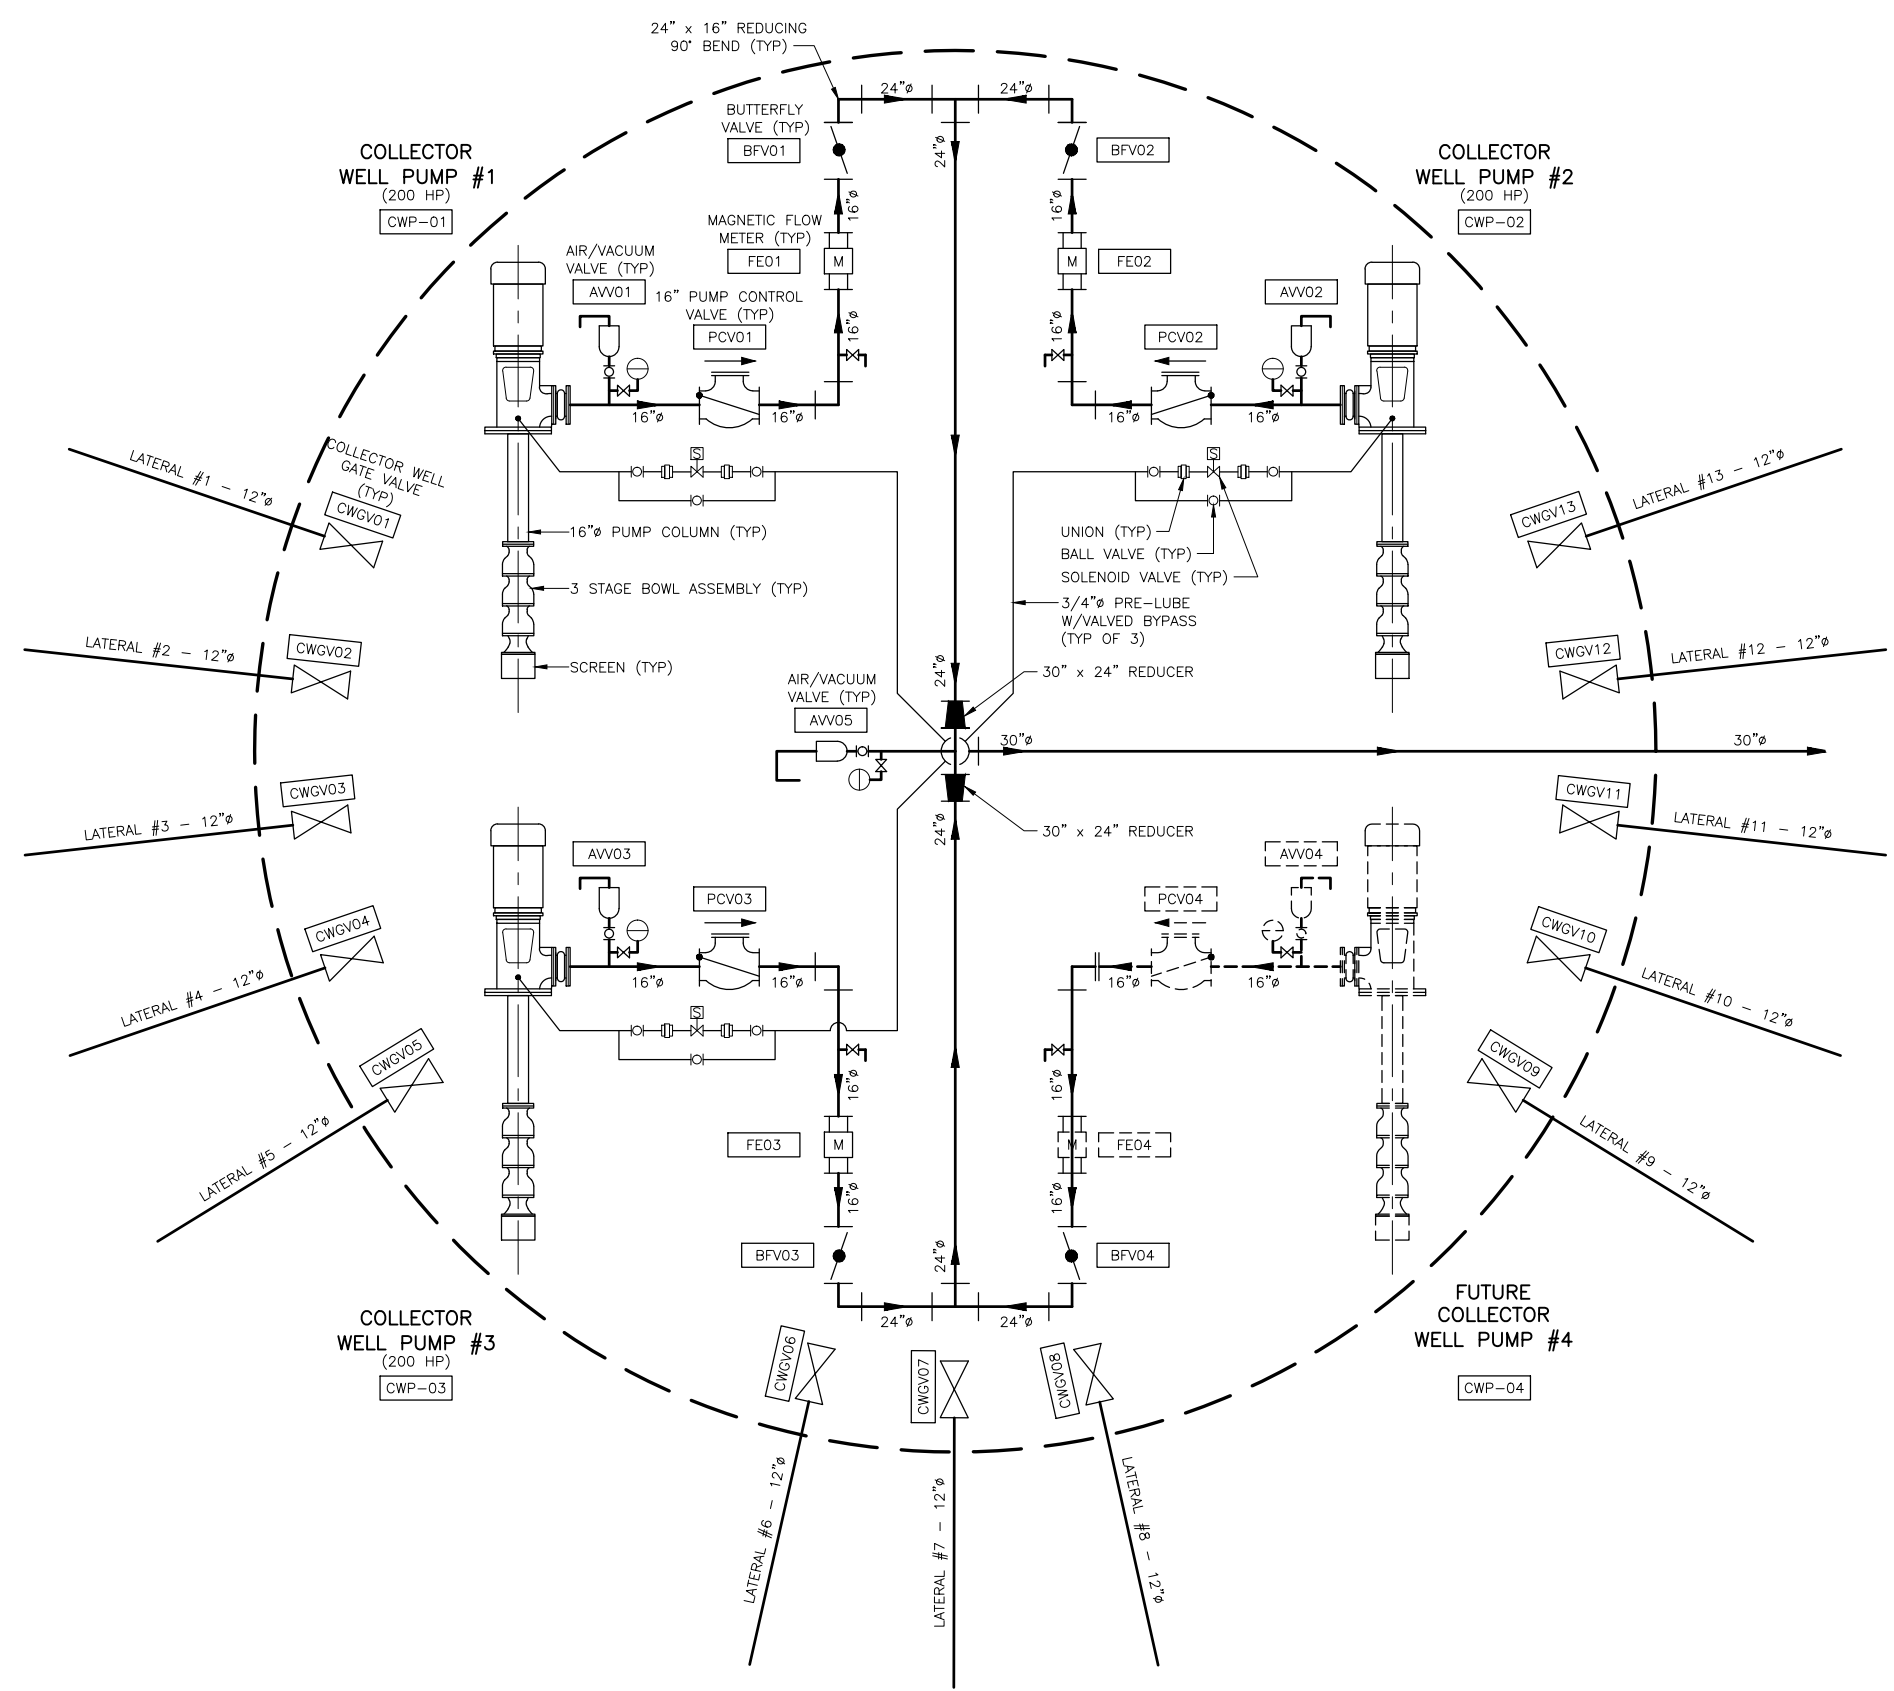 24" x 16" REDUCING
90° BEND (TYP)
24"ø
24"ø
BUTTERFLY
VALVE (TYP)
BFV01
24"ø
BFV02
COLLECTOR
WELL PUMP #1
(200 HP)
CWP-01
COLLECTOR
WELL PUMP #2
(200 HP)
CWP-02
16"ø
16"ø
MAGNETIC FLOW
METER (TYP)
FE01
M
M
FE02
AIR/VACUUM
VALVE (TYP)
AVV01
AVV02
16" PUMP CONTROL
VALVE (TYP)
PCV01
16"ø
16"ø
PCV02
16"ø
16"ø
16"ø
16"ø
LATERAL #1 - 12"ø
COLLECTOR WELL
GATE VALVE
(TYP)
CWGV01
S
S
LATERAL #13 - 12"ø
CWGV13
16"ø PUMP COLUMN (TYP)
UNION (TYP)
BALL VALVE (TYP)
SOLENOID VALVE (TYP)
3 STAGE BOWL ASSEMBLY (TYP)
3/4"ø PRE-LUBE
W/VALVED BYPASS
(TYP OF 3)
LATERAL #2 - 12"ø
CWGV02
SCREEN (TYP)
24"ø
30" x 24" REDUCER
CWGV12
LATERAL #12 - 12"ø
AIR/VACUUM
VALVE (TYP)
AVV05
30"ø
30"ø
LATERAL #3 - 12"ø
CWGV03
24"ø
30" x 24" REDUCER
CWGV11
LATERAL #11 - 12"ø
AVV03
AVV04
PCV03
PCV04
LATERAL #4 - 12"ø
CWGV04
16"ø
16"ø
16"ø
16"ø
CWGV10
LATERAL #10 - 12"ø
S
LATERAL #5 - 12"ø
CWGV05
16"ø
16"ø
CWGV09
LATERAL #9 - 12"ø
FE03
M
M
FE04
16"ø
16"ø
BFV03
24"ø
BFV04
24"ø
24"ø
COLLECTOR
WELL PUMP #3
(200 HP)
CWP-03
FUTURE
COLLECTOR
WELL PUMP #4
CWP-04
CWGV06
CWGV07
CWGV08
LATERAL #6 - 12"ø
LATERAL #7 - 12"ø
LATERAL #8 - 12"ø